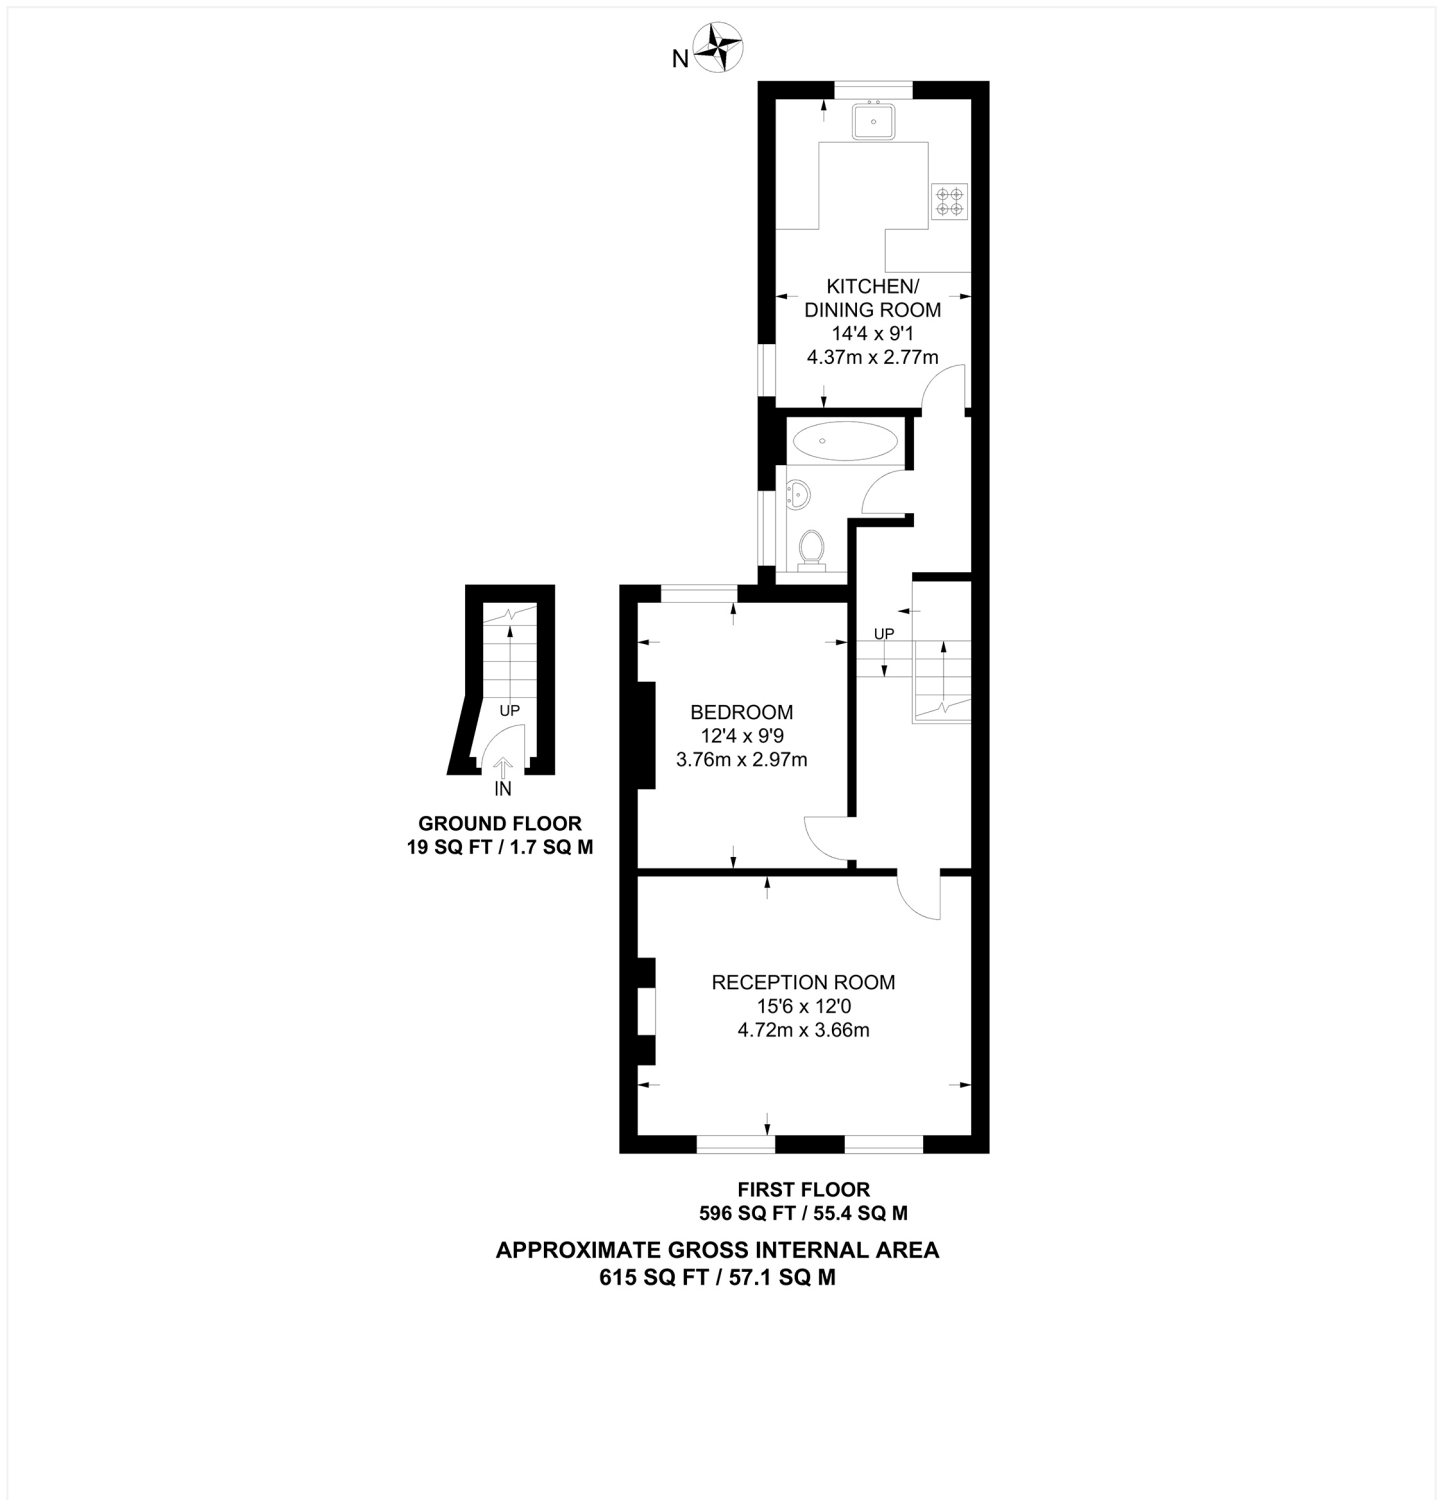 N
KITCHEN/
DINING ROOM
14'4 x 9'1
4.37m x 2.77m
UP
BEDROOM
12'4 x 9'9
3.76m x 2.97m
UP
IN
GROUND FLOOR
19 SQ FT / 1.7 SQ M
RECEPTION ROOM
15'6 x 12'0
4.72m x 3.66m
FIRST FLOOR
596 SQ FT / 55.4 SQ M
APPROXIMATE GROSS INTERNAL AREA
615 SQ FT / 57.1 SQ M